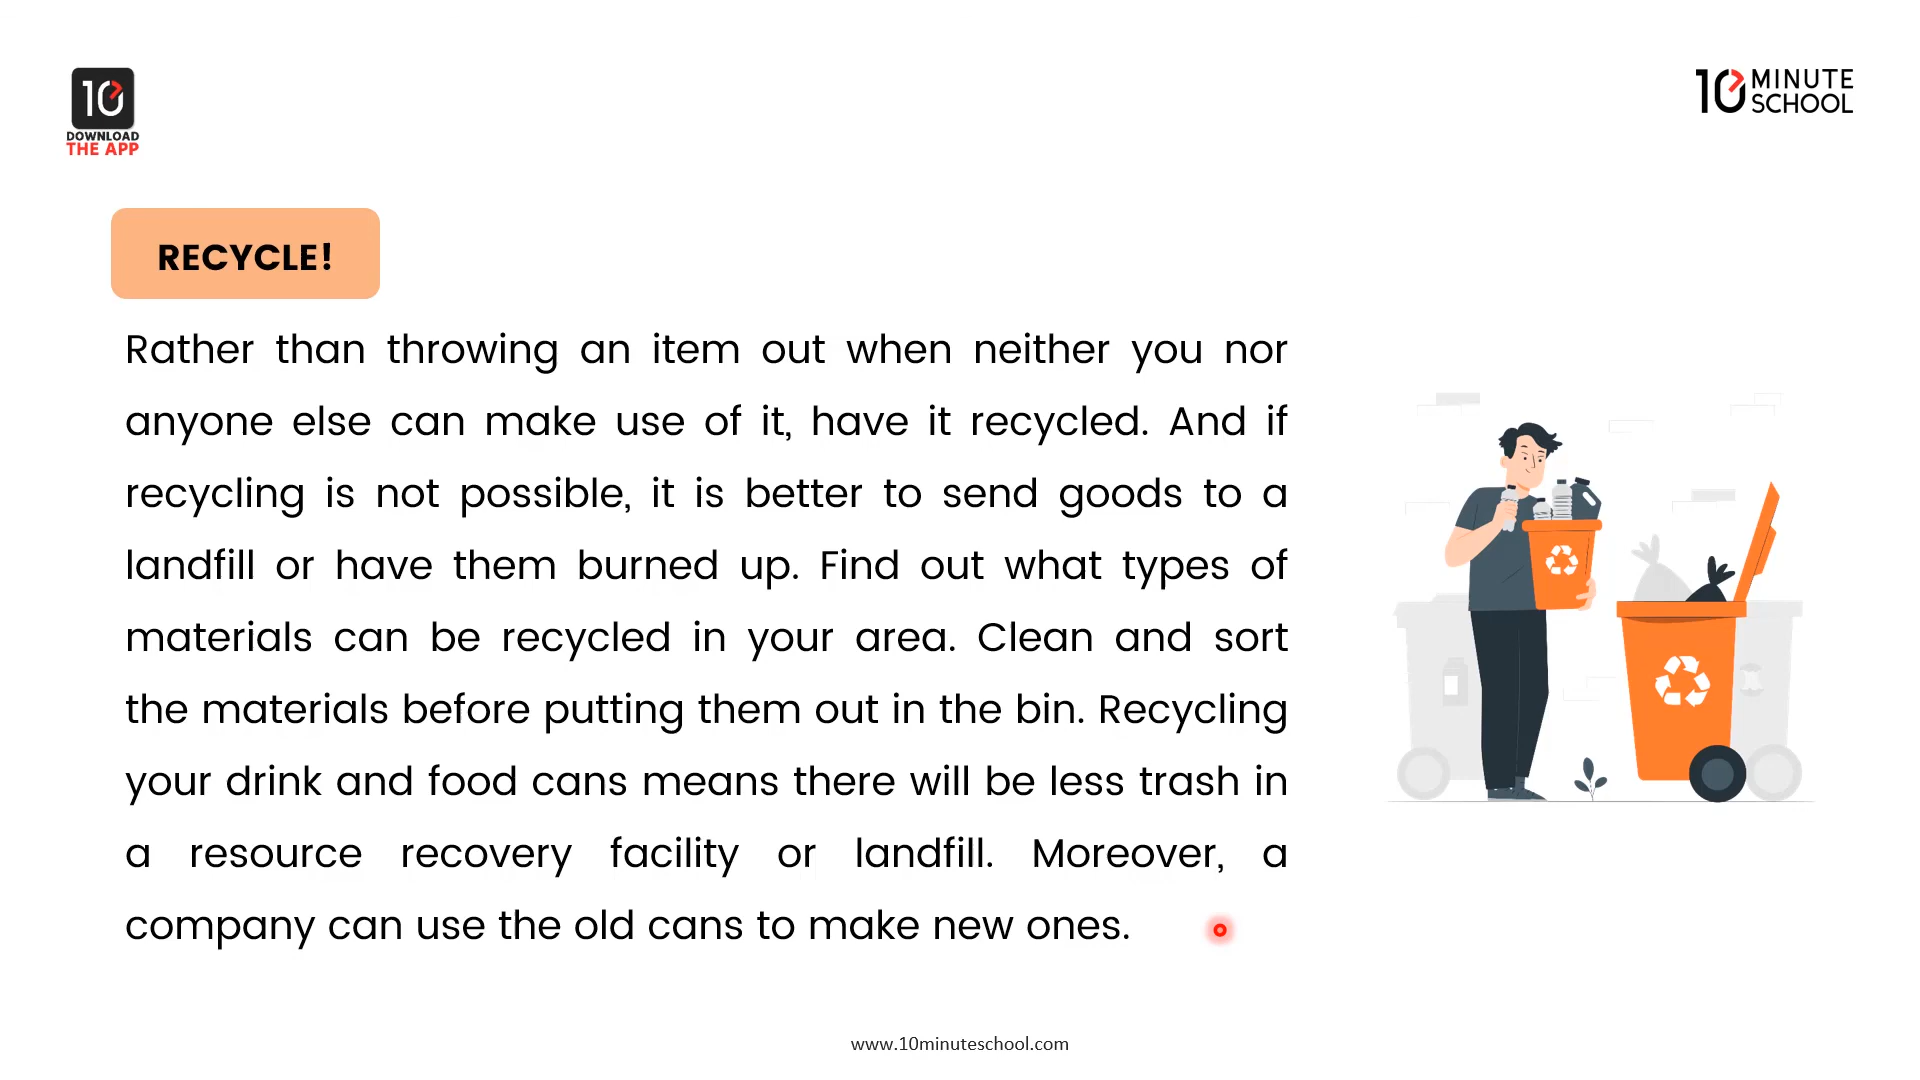 10
DOWNLOAD
THE APP
10 MINUTE
SCHOOL
RECYCLE!
Rather than throwing an item out when neither you nor
anyone else can make use of it, have it recycled. And if
recycling is not possible, it is better to send goods to a
landfill or have them burned up. Find out what types of
materials can be recycled in your area. Clean and sort
the materials before putting them out in the bin. Recycling
your drink and food cans means there will be less trash in
a resource recovery facility or landfill. Moreover, a
company can use the old cans to make new ones.
www.10minuteschool.com